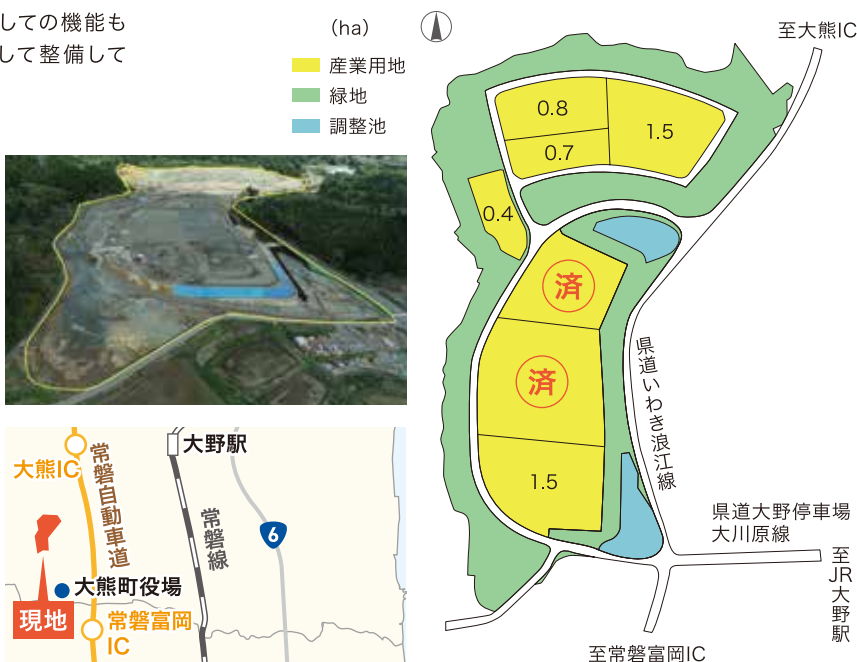 しての機能も
して整備して
（ha）
産業用地
緑地
調整池
至大熊IC
0.8
1.5
0.7
0.4
済
済
1.5
県道いわき浪江線
県道大野停車場
大川原線
至JR大野駅
至常磐富岡IC
大熊IC
常磐自動車道
大野駅
常磐線
6
大熊町役場
現地
常磐富岡
IC